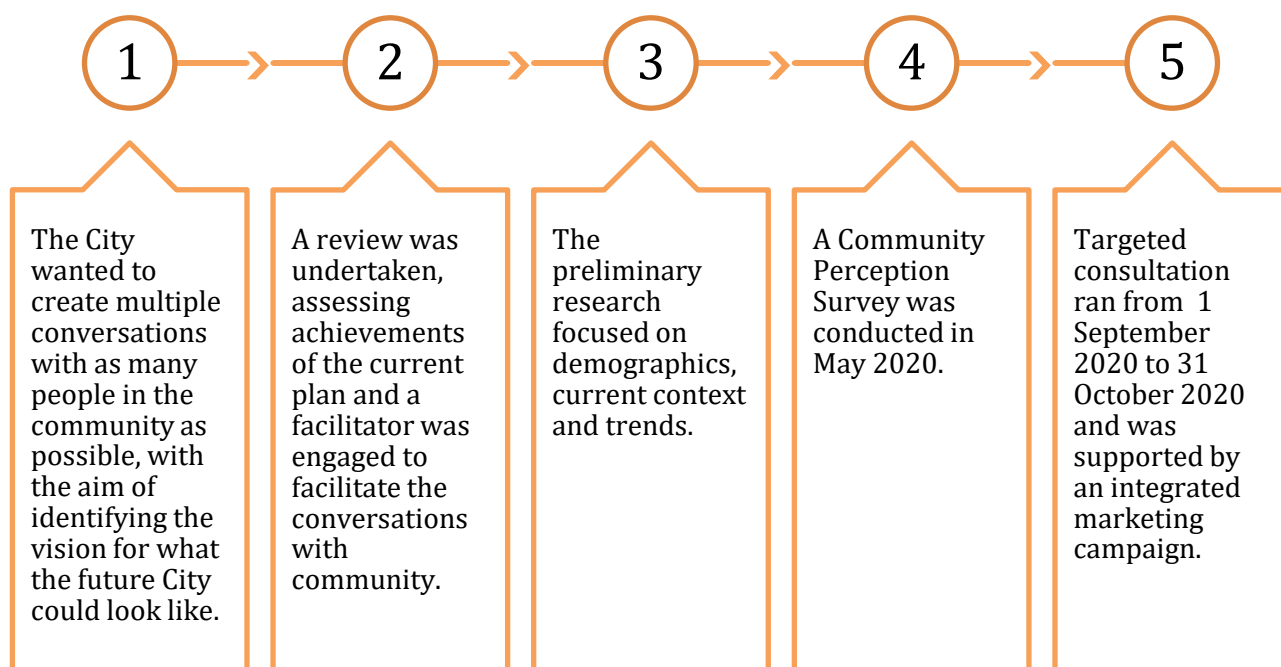 1
2
3
4
5
The City
wanted to
create multiple
conversations
with as many
people in the
community as
possible, with
the aim of
identifying the
vision for what
the future City
could look like.
A review was
undertaken,
assessing
achievements
of the current
plan and a
facilitator was
engaged to
facilitate the
conversations
with
community.
The
preliminary
research
focused on
demographics,
current context
and trends.
A Community
Perception
Survey was
conducted in
May 2020.
Targeted
consultation
ran from  1
September
2020 to 31
October 2020
and was
supported by
an integrated
marketing
campaign.